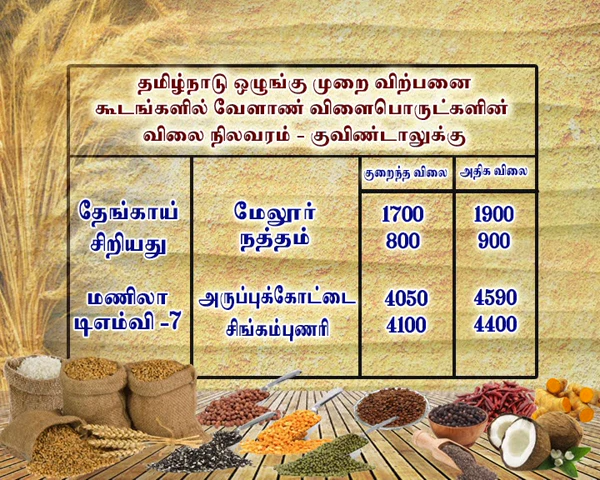 தமிழ்நாடு ஒழுங்கு முறை விற்பனை
கூடங்களில் வேளாண் விளைபொருட்களின்
விலை நிலவரம் - குவிண்டாலுக்கு
குறைந்த விலை அதிக விலை
தேங்காய் மேலூர் 1700 1900
சிறியது நத்தம் 800 900
மணிலா அருப்புக்கோட்டை 4050 4590
டிஎம்வி -7 சிங்கம்புணரி 4100 4400